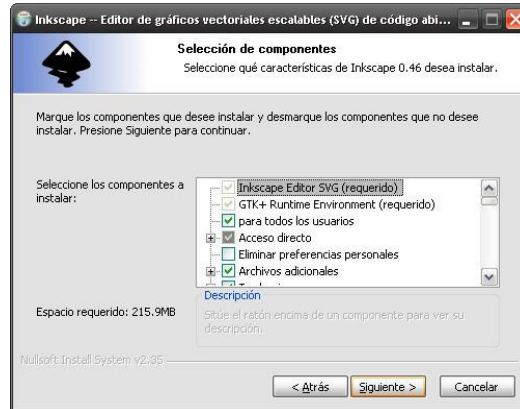 Inkscape -- Editor de gráficos vectoriales escalables (SVG) de código abi...
Selección de componentes
Seleccione qué características de Inkscape 0.46 desea instalar.
Marque los componentes que desee instalar y desmarque los componentes que no desee
instalar. Presione Siguiente para continuar.
Seleccione los componentes a
instalar:
Inkscape Editor SVG (requerido)
GTK+ Runtime Environment (requerido)
para todos los usuarios
Acceso directo
Eliminar preferencias personales
Archivos adicionales
Espacio requerido: 215.9MB
Descripción
Sitúe el ratón encima de un componente para ver su
descripción.
Nullsoft Install System v2.35
< Atrás
Siguiente >
Cancelar